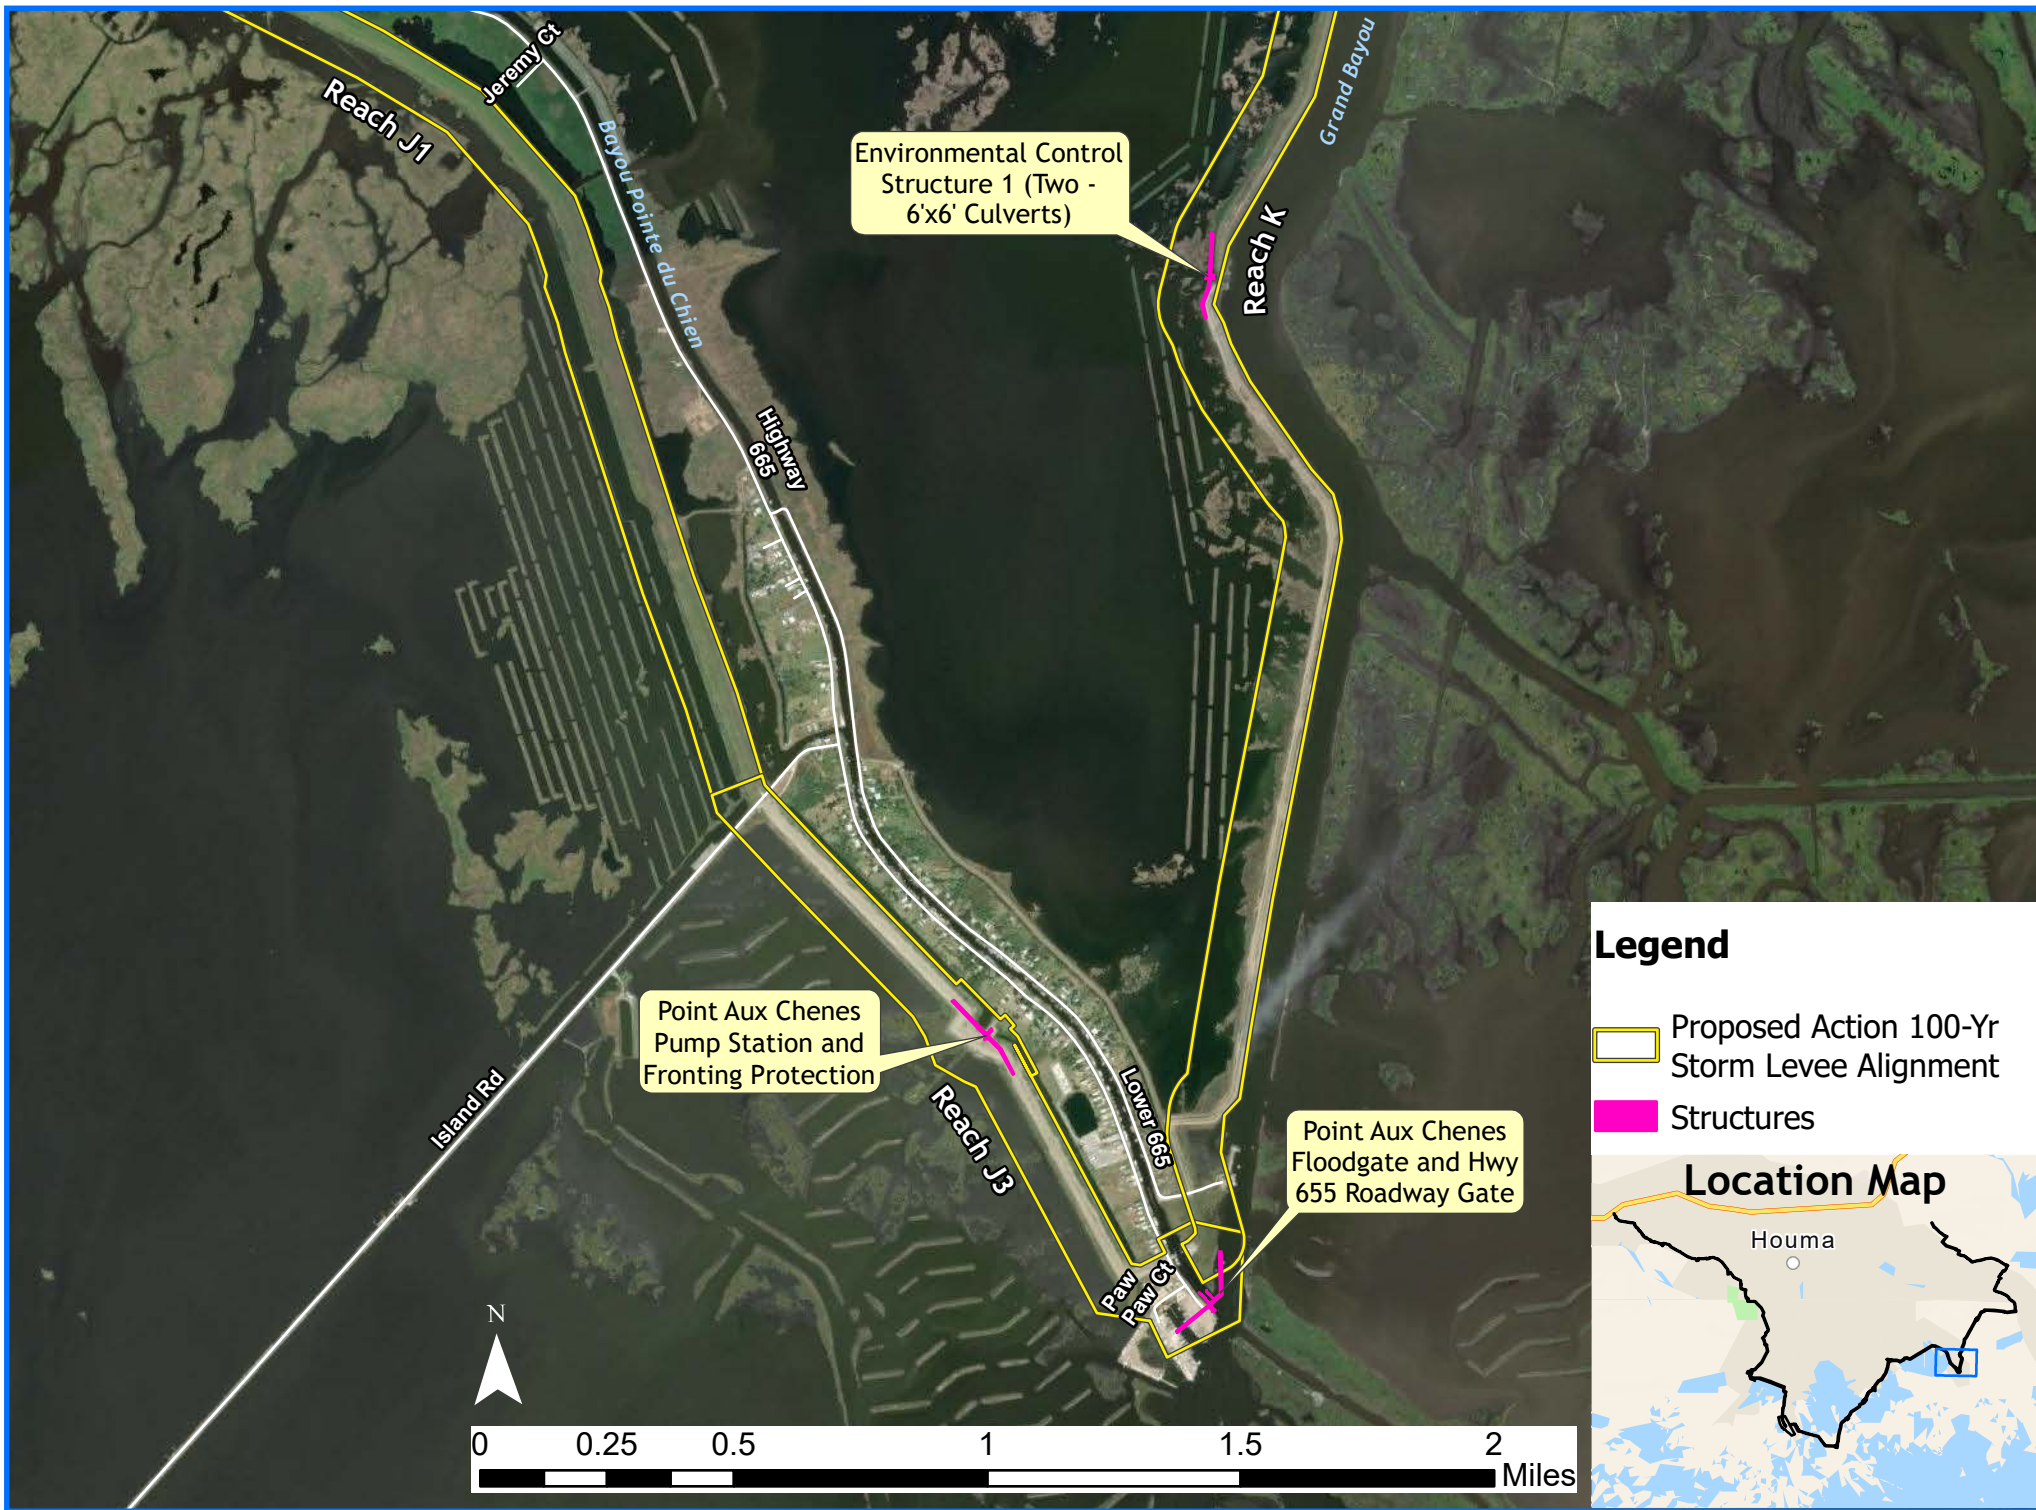 Jeremy Ct
Reach J1
Bayou Pointe du Chien
Grand Bayou
Environmental Control
Structure 1 (Two -
6'x6' Culverts)
Reach K
Highway
665
Island Rd
Point Aux Chenes
Pump Station and
Fronting Protection
Reach J3
Lower 665
Point Aux Chenes
Floodgate and Hwy
655 Roadway Gate
Paw
Paw Ct
N
0 0.25 0.5 1 1.5 2
Miles
Legend
Proposed Action 100-Yr
Storm Levee Alignment
Structures
Location Map
Houma